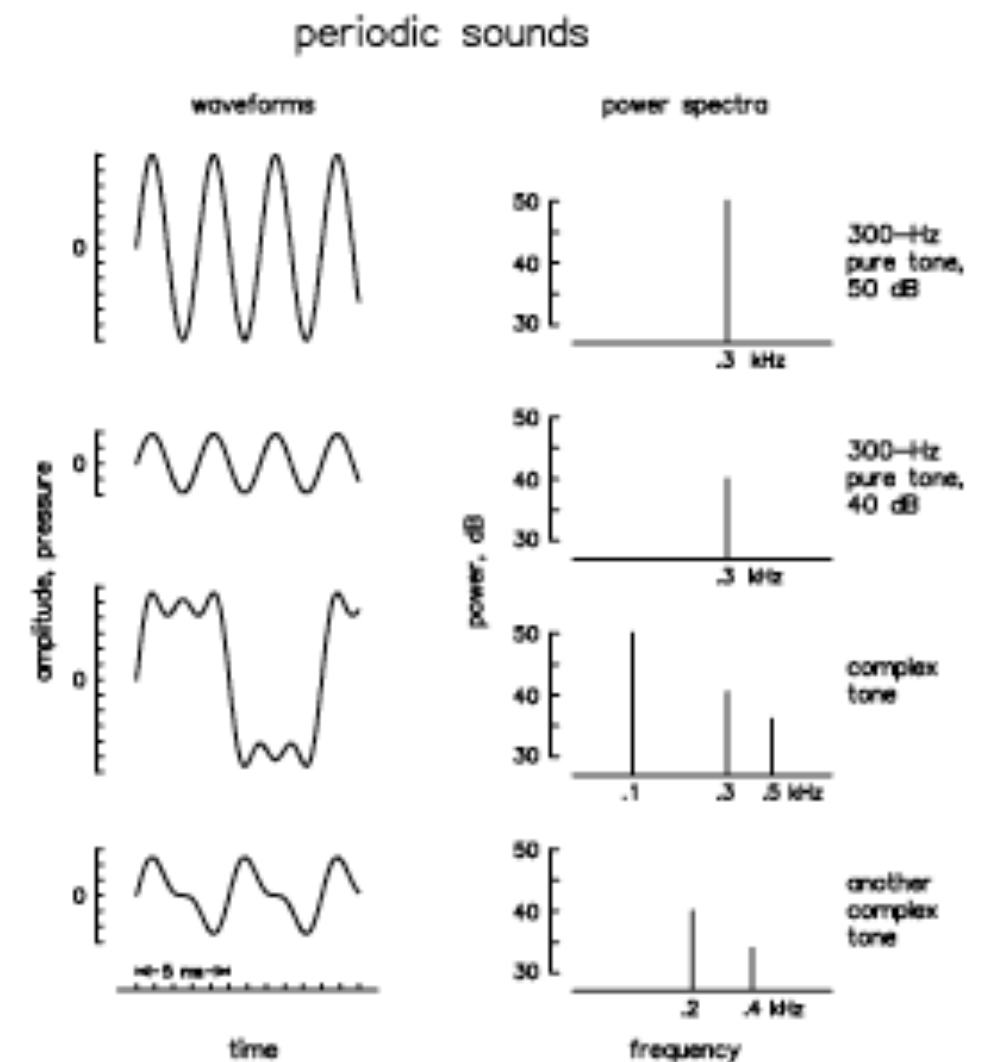 periodic sounds
waveforms
power spectra
0
50
40
30
.3 kHz
300-Hz
pure tone,
50 dB
0
50
40
30
.3 kHz
300-Hz
pure tone,
40 dB
amplitude, pressure
power, dB
0
50
40
30
.1 .3 .5 kHz
complex
tone
0
50
40
30
.2 .4 kHz
another
complex
tone
5 ms
time
frequency